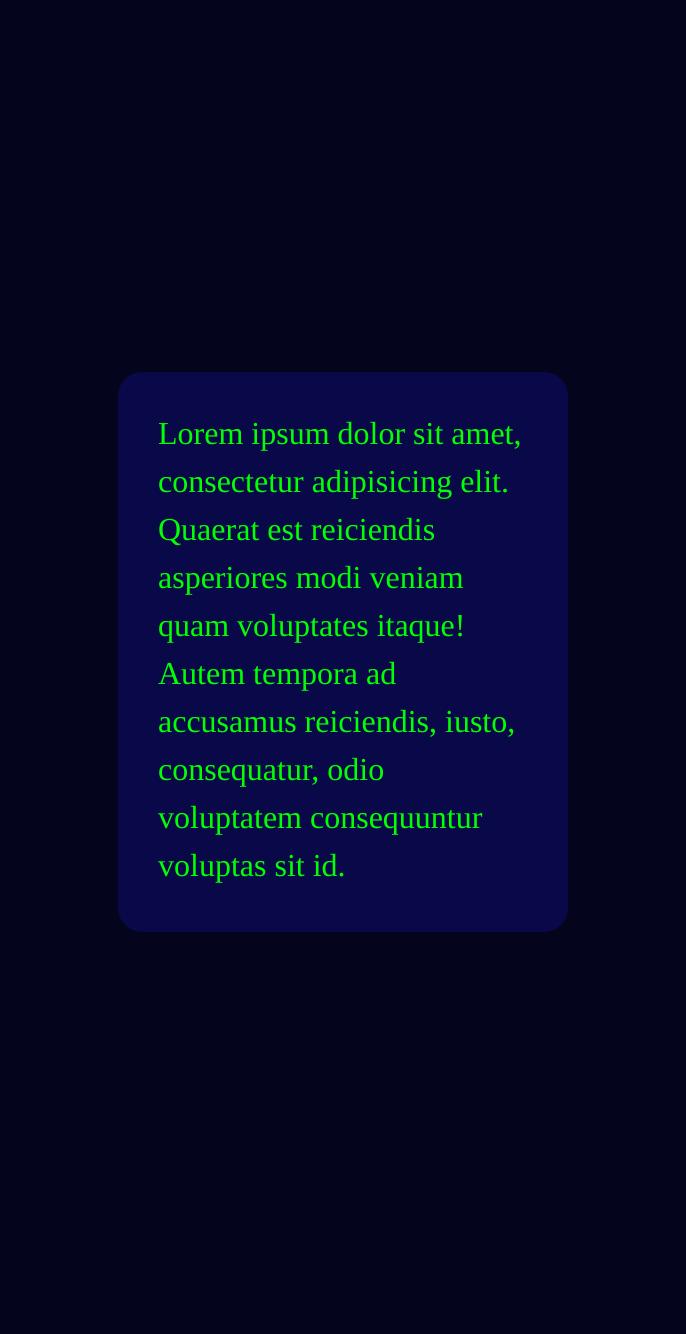 Lorem ipsum dolor sit amet,
consectetur adipisicing elit.
Quaerat est reiciendis
asperiores modi veniam
quam voluptates itaque!
Autem tempora ad
accusamus reiciendis, iusto,
consequatur, odio
voluptatem consequuntur
voluptas sit id.